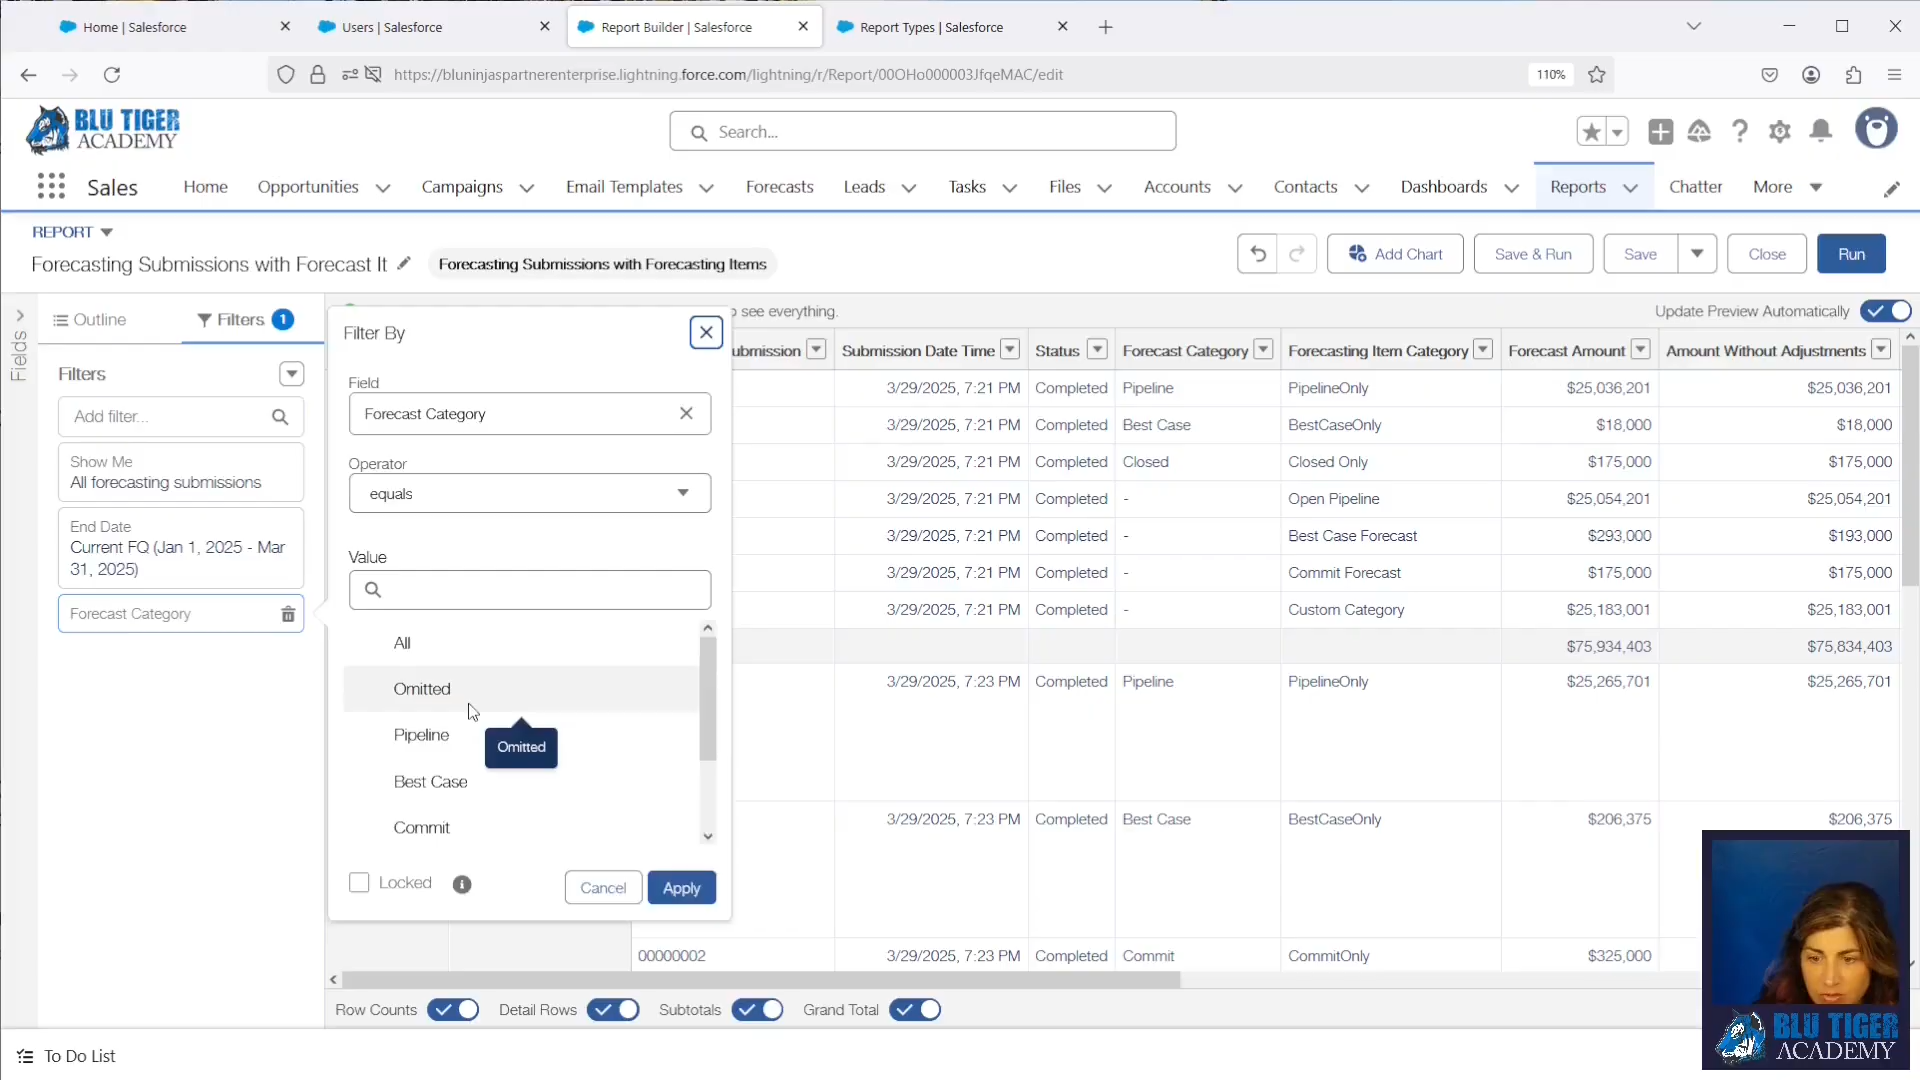 Home | Salesforce
Users | Salesforce
Report Builder | Salesforce
Report Types | Salesforce
https://bluninjaspartnerenterprise.lightning.force.com/lightning/r/Report/00OHo000003JfqeMAC/edit
110%
BLU TIGER
ACADEMY
Search...
Sales
Home
Opportunities
Campaigns
Email Templates
Forecasts
Leads
Tasks
Files
Accounts
Contacts
Dashboards
Reports
Chatter
More
REPORT
Forecasting Submissions with Forecast It
Forecasting Submissions with Forecasting Items
Add Chart
Save & Run
Save
Close
Run
Fields
Outline
Filters 1
Filters
Add filter...
Show Me
All forecasting submissions
End Date
Current FQ (Jan 1, 2025 - Mar
31, 2025)
Forecast Category
Filter By
Field
Forecast Category
Operator
equals
Value
All
Omitted
Pipeline
Omitted
Best Case
Commit
Locked
Cancel
Apply
to see everything.
Update Preview Automatically
ubmission
Submission Date Time
Status
Forecast Category
Forecasting Item Category
Forecast Amount
Amount Without Adjustments
3/29/2025, 7:21 PM Completed Pipeline PipelineOnly $25,036,201 $25,036,201
3/29/2025, 7:21 PM Completed Best Case BestCaseOnly $18,000 $18,000
3/29/2025, 7:21 PM Completed Closed Closed Only $175,000 $175,000
3/29/2025, 7:21 PM Completed - Open Pipeline $25,054,201 $25,054,201
3/29/2025, 7:21 PM Completed - Best Case Forecast $293,000 $193,000
3/29/2025, 7:21 PM Completed - Commit Forecast $175,000 $175,000
3/29/2025, 7:21 PM Completed - Custom Category $25,183,001 $25,183,001
$75,934,403 $75,834,403
3/29/2025, 7:23 PM Completed Pipeline PipelineOnly $25,265,701 $25,265,701
3/29/2025, 7:23 PM Completed Best Case BestCaseOnly $206,375 $206,375
00000002 3/29/2025, 7:23 PM Completed Commit CommitOnly $325,000
Row Counts
Detail Rows
Subtotals
Grand Total
To Do List
BLU TIGER
ACADEMY